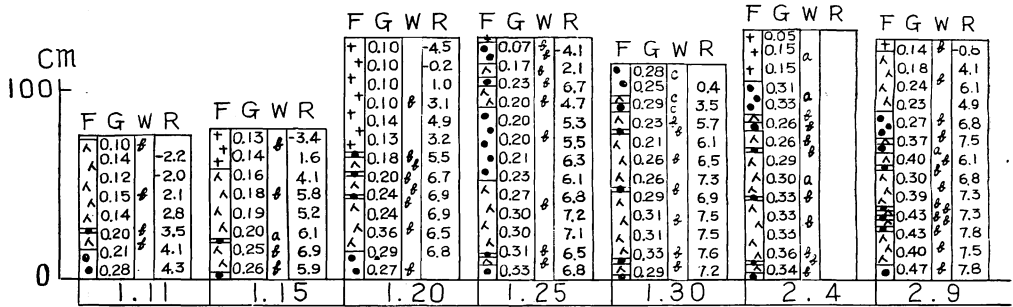 F G W R
F G W R
F G W R
F G W R
F G W R
F G W R
F G W R
cm
100
0
0.10 b
0.14 -2.2
0.12 -2.0
0.15 b 2.1
0.14 2.8
0.20 b 3.5
0.21 b 4.1
0.28 4.3
1.11
0.13 b -3.4
0.14 1.6
0.16 4.1
0.18 b 5.8
0.19 5.2
0.20 a 6.1
0.25 b 6.9
0.26 b 5.9
1.15
0.10 -4.5
0.10 -0.2
0.10 1.0
0.10 b 3.1
0.14 4.9
0.13 3.2
0.18 b 5.5
0.20 b 6.7
0.24 b 6.9
0.24 6.9
0.36 b 6.5
0.29 6.8
0.27 b
1.20
0.07 b -4.1
0.17 b 2.1
0.23 b 6.7
0.20 b 4.7
0.20 5.3
0.20 b 5.5
0.21 6.3
0.23 6.1
0.27 6.8
0.30 b 7.2
0.30 7.1
0.31 b 6.5
0.33 b 6.8
1.25
0.28 c
0.25 0.4
0.29 c 3.5
0.23 5.7
0.21 6.1
0.26 b 6.5
0.26 7.3
0.29 b 6.9
0.31 7.5
0.31 7.5
0.33 7.6
0.29 b 7.2
1.30
0.05
0.15 a
0.15
0.31
0.33 a
0.26 b
0.26 b
0.29
0.30 a
0.33 b
0.33 b
0.33
0.36 b
0.34 b
2.4
0.14 b -0.8
0.18 4.1
0.24 b 6.1
0.23 4.9
0.27 b 6.8
0.37 b 7.5
a
0.40 b 6.1
0.30 b 6.8
0.39 b 7.3
0.43 b 7.3
0.43 b 7.8
0.40 7.5
0.47 b 7.8
2.9